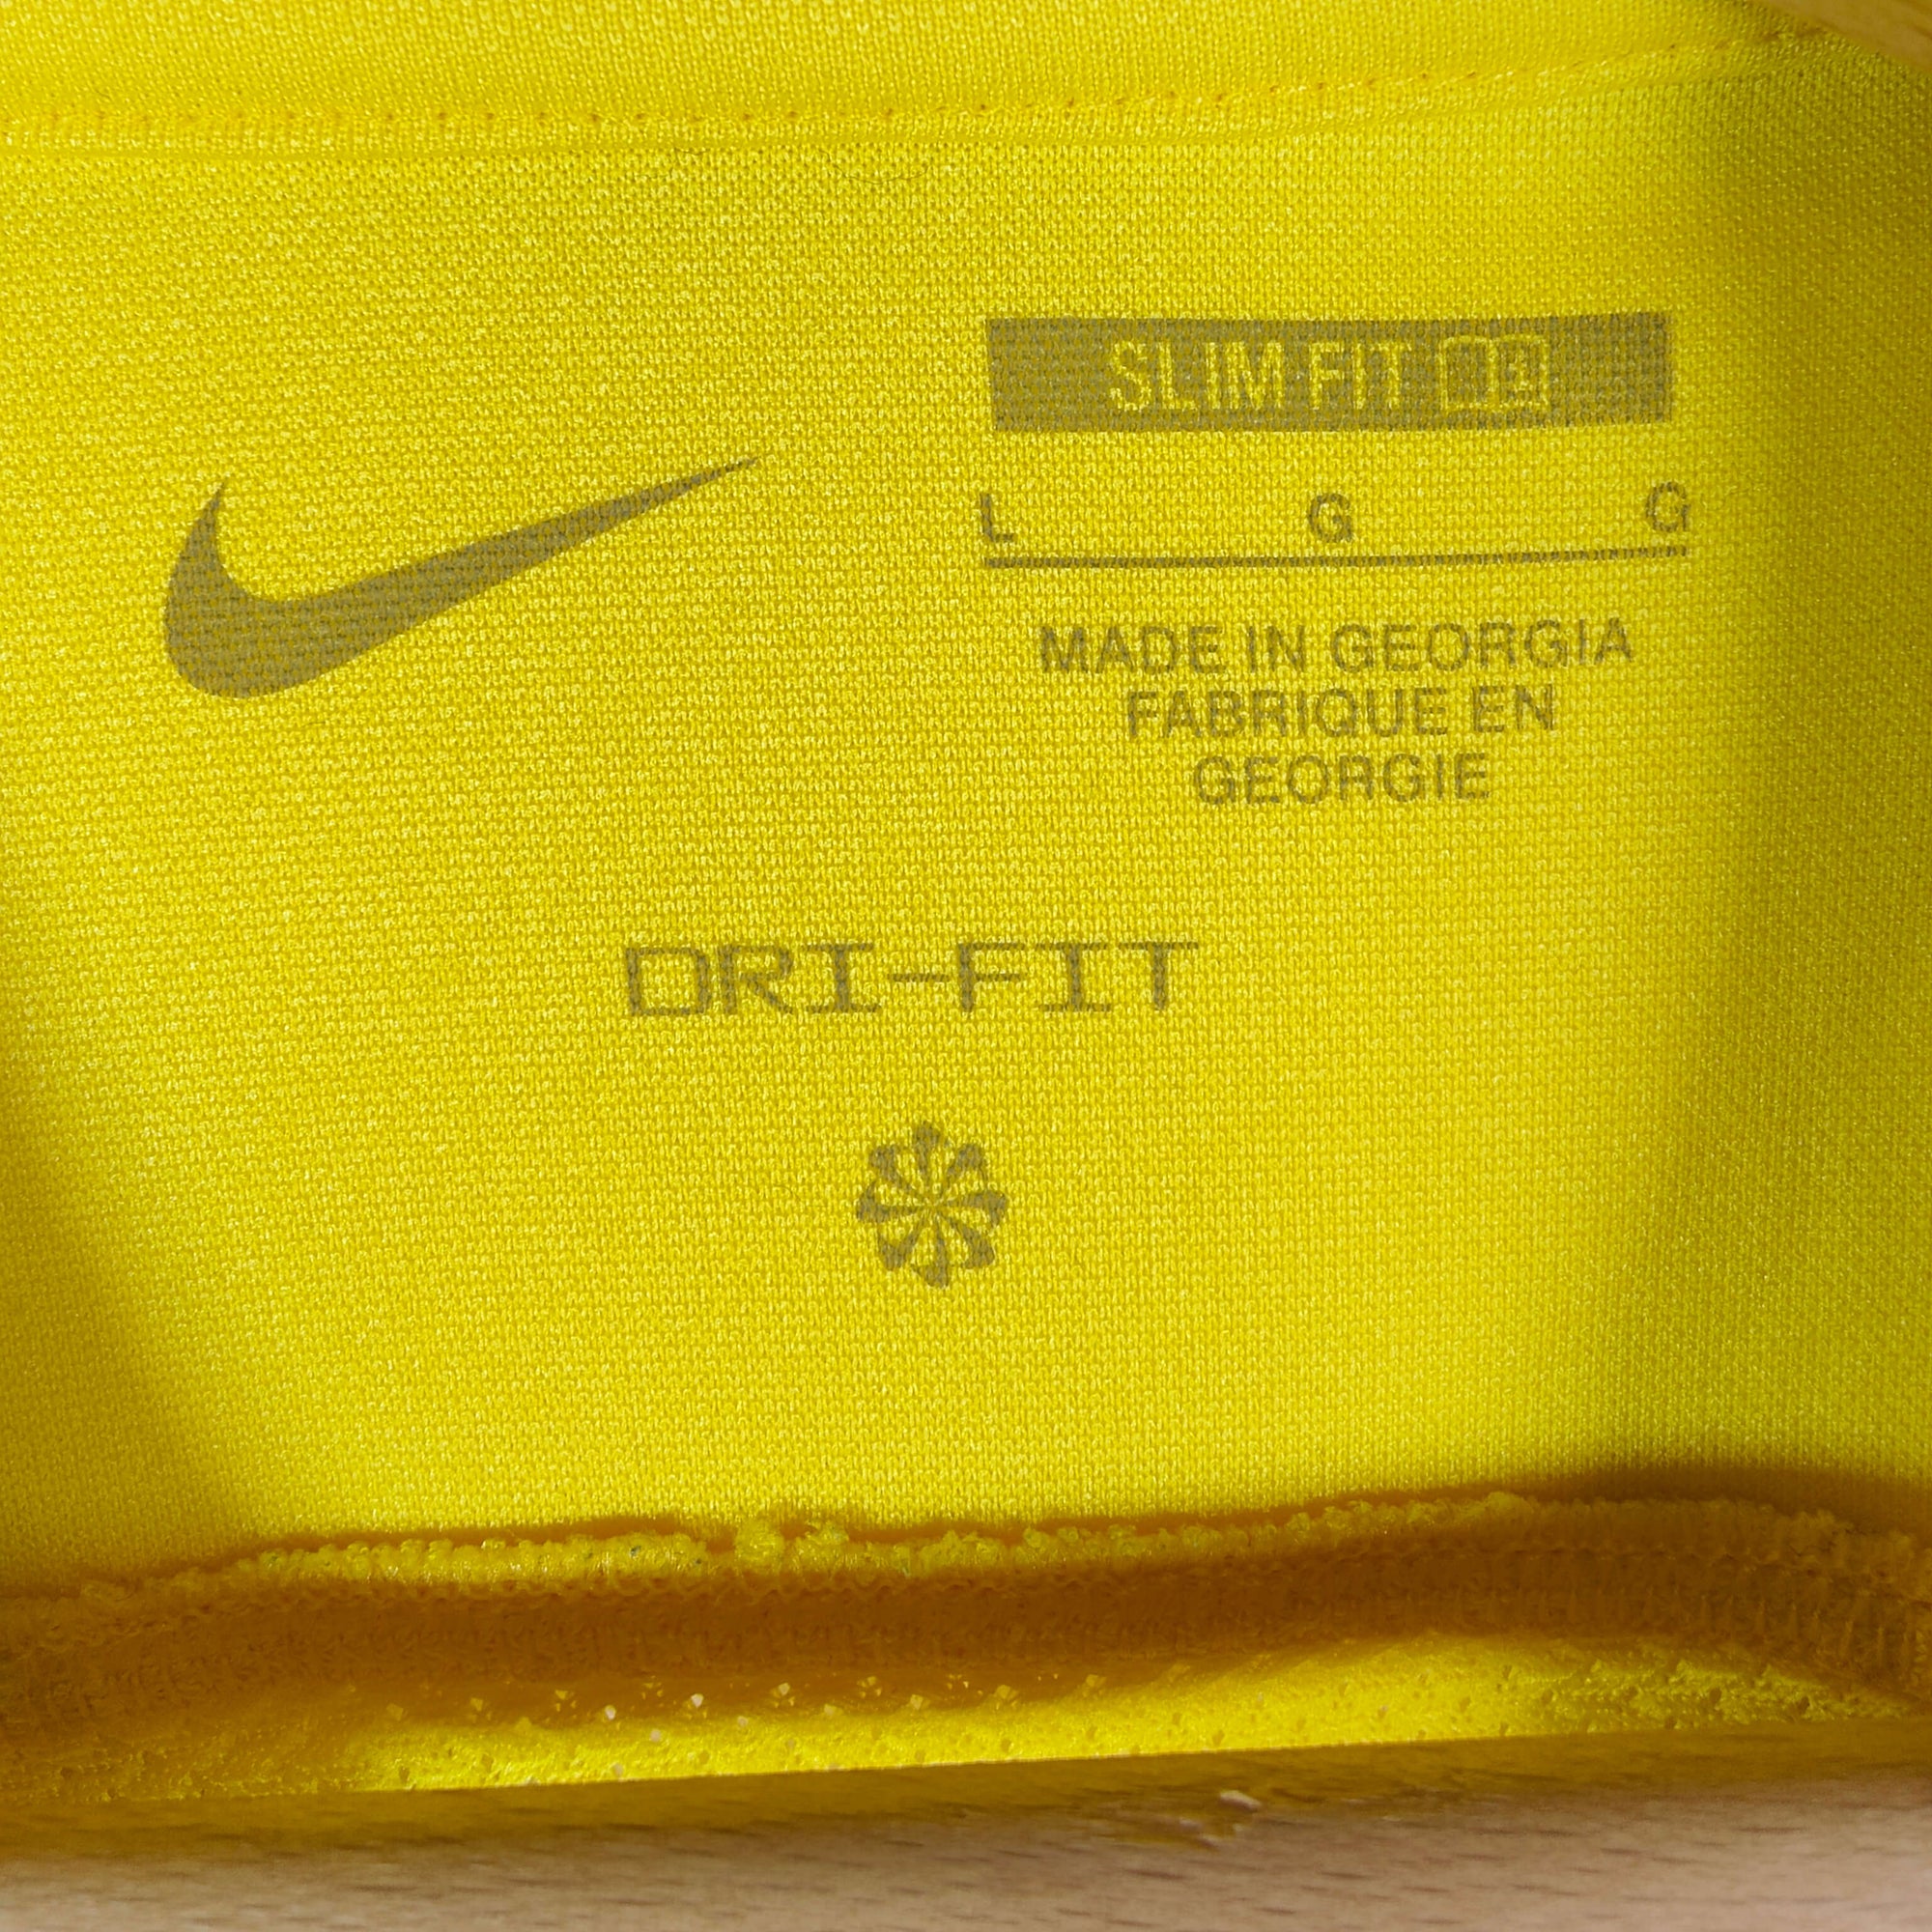 SLIM FIT
L G G
MADE IN GEORGIA
FABRIQUE EN
GEORGIE
DRI-FIT